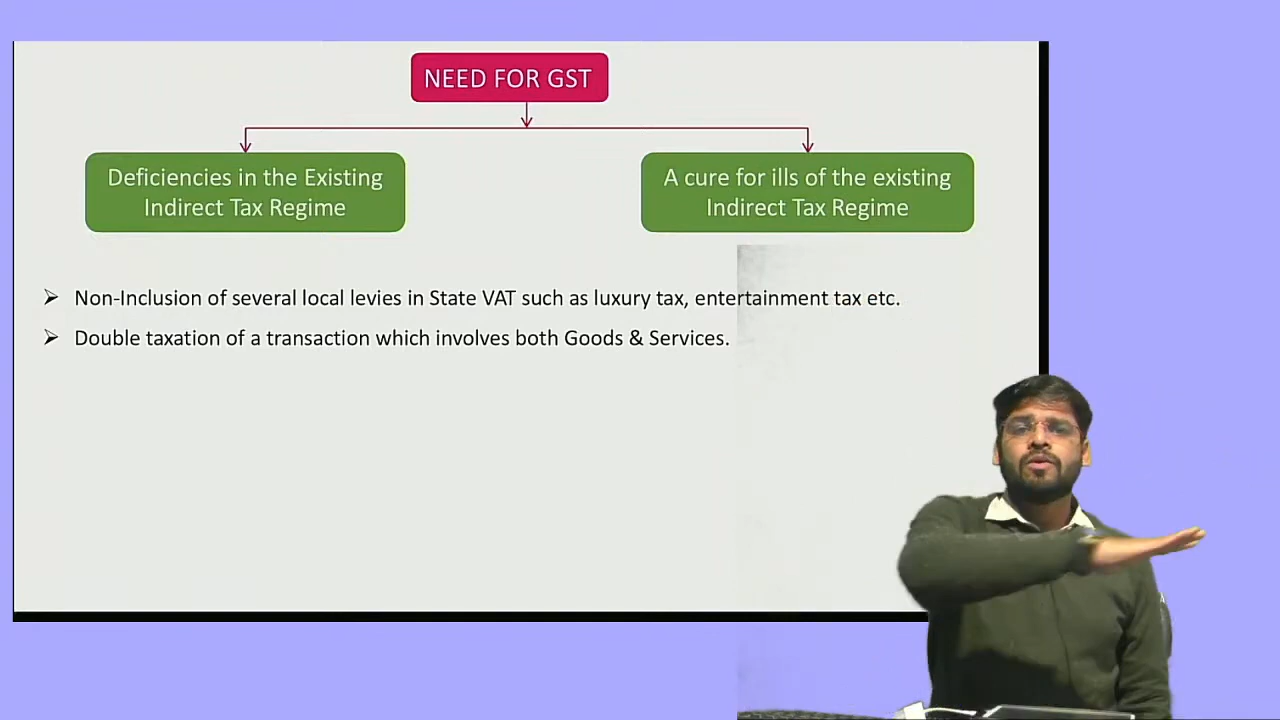 NEED FOR GST
Deficiencies in the Existing
Indirect Tax Regime
A cure for ills of the existing
Indirect Tax Regime
Non-Inclusion of several local levies in State VAT such as luxury tax, entertainment tax etc.
Double taxation of a transaction which involves both Goods & Services.